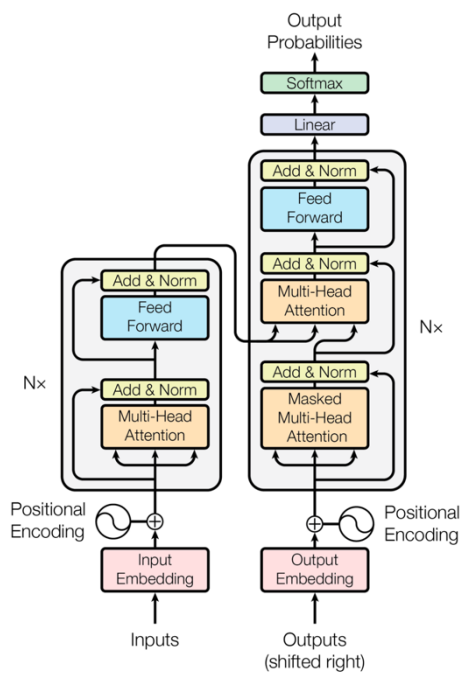 Output
Probabilities
Softmax
Linear
Add & Norm
Feed
Forward
Add & Norm
Multi-Head
Attention
Add & Norm
Masked
Multi-Head
Attention
N×
Add & Norm
Feed
Forward
Add & Norm
Multi-Head
Attention
N×
Positional
Encoding
Positional
Encoding
Input
Embedding
Output
Embedding
Inputs
Outputs
(shifted right)